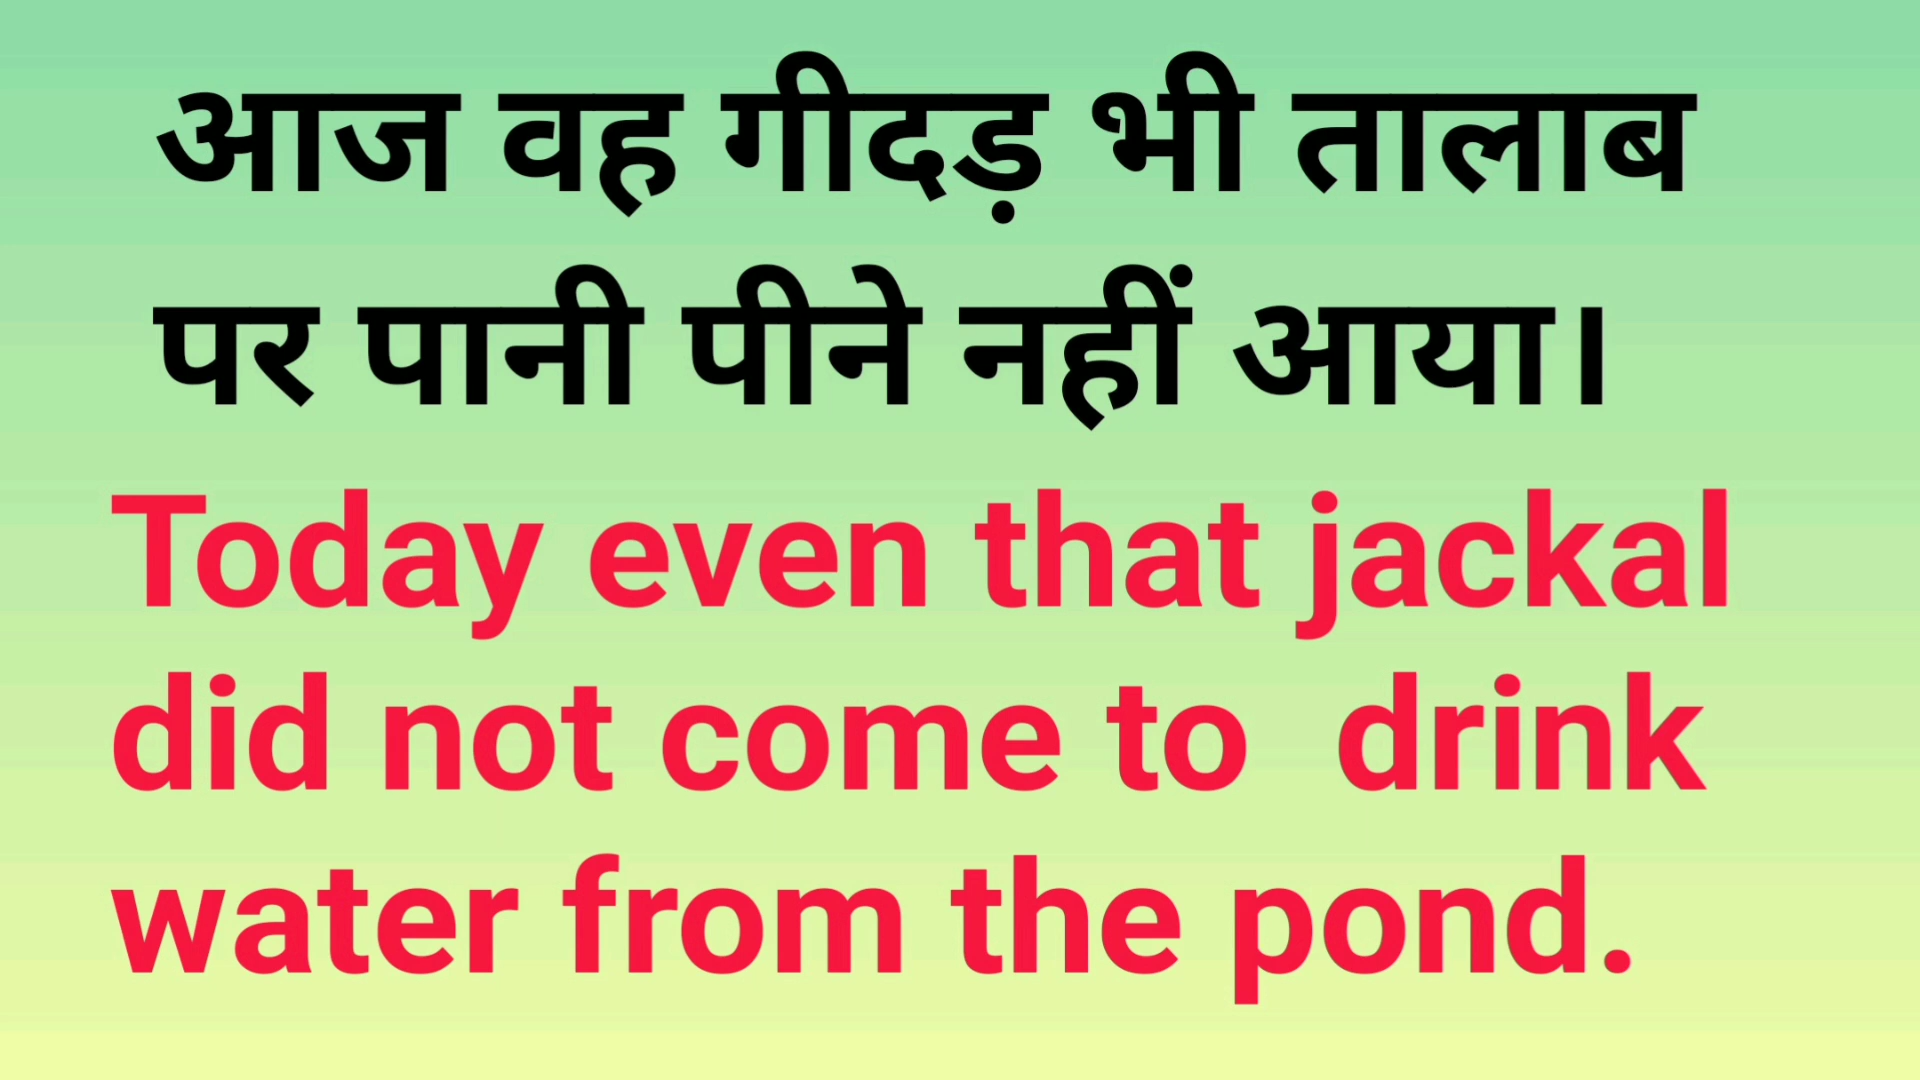 आज वह गीदड़ भी तालाब
पर पानी पीने नहीं आया।
Today even that jackal
did not come to  drink
water from the pond.